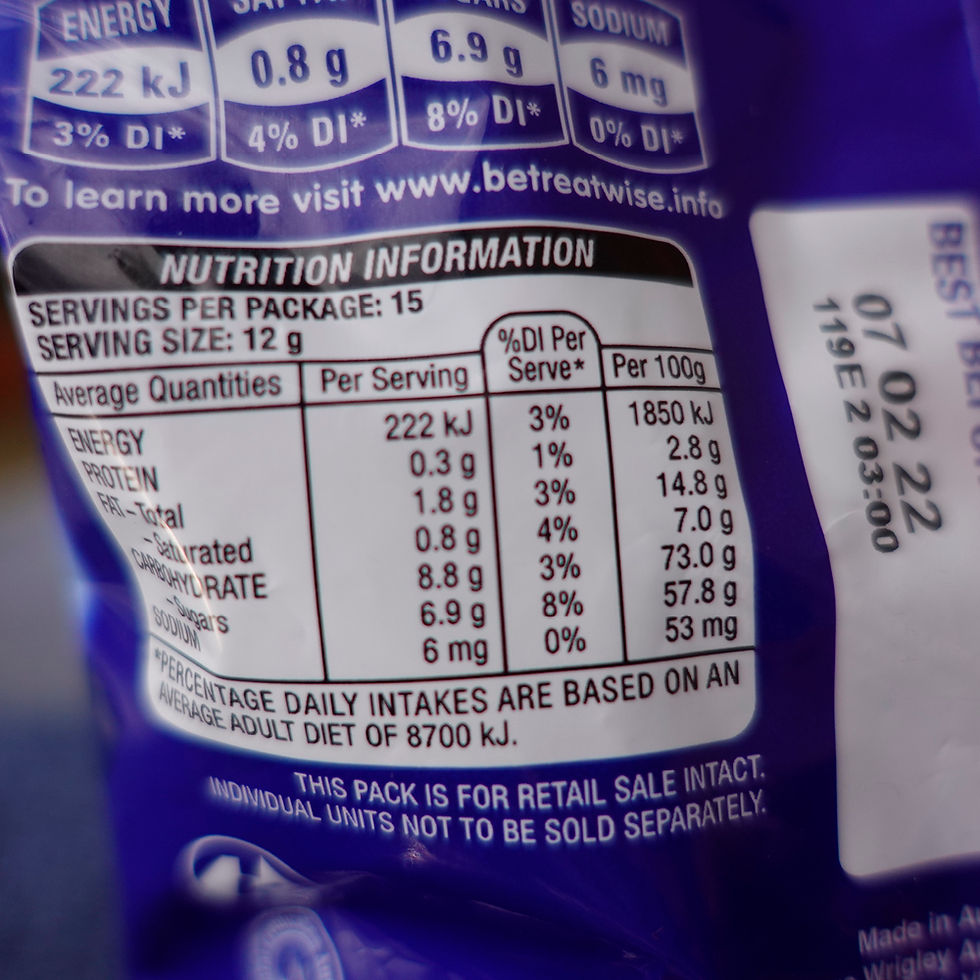 ENERGY SODIUM
222 kJ 0.8 g 6.9 g 6 mg
3% DI* 4% DI* 8% DI* 0% DI*
To learn more visit www.betreatwise.info
NUTRITION INFORMATION
SERVINGS PER PACKAGE: 15
SERVING SIZE: 12 g
Average Quantities Per Serving %DI Per Serve* Per 100g
ENERGY 222 kJ 3% 1850 kJ
PROTEIN 0.3 g 1% 2.8 g
FAT-Total 1.8 g 3% 14.8 g
-Saturated 0.8 g 4% 7.0 g
CARBOHYDRATE 8.8 g 3% 73.0 g
-Sugars 6.9 g 8% 57.8 g
SODIUM 6 mg 0% 53 mg
*PERCENTAGE DAILY INTAKES ARE BASED ON AN
AVERAGE ADULT DIET OF 8700 kJ.
THIS PACK IS FOR RETAIL SALE INTACT.
INDIVIDUAL UNITS NOT TO BE SOLD SEPARATELY.
BEST
07 02 22
119E 2 03:00
Made in
Wrigley